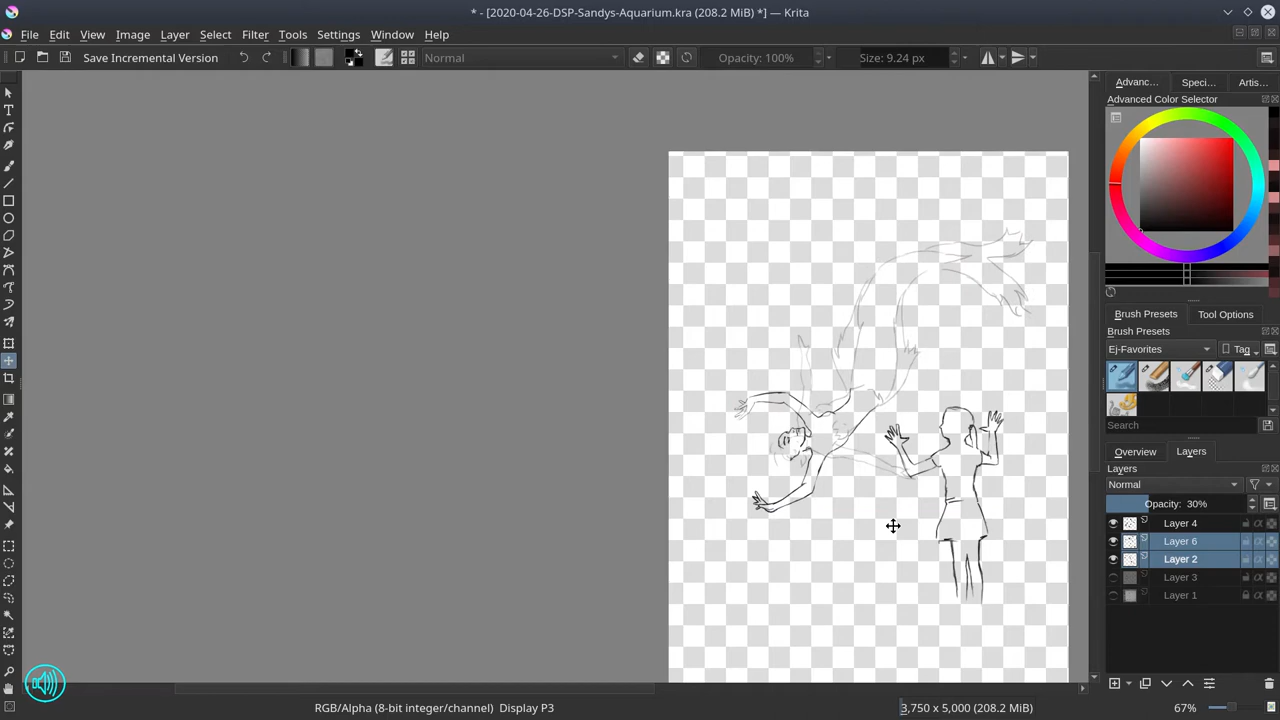 * - [2020-04-26-DSP-Sandys-Aquarium.kra (208.2 MiB) *] — Krita
File Edit View Image Layer Select Filter Tools Settings Window Help
Save Incremental Version Normal Opacity: 100% Size: 9.24 px
Advanc... Speci... Artis...
Advanced Color Selector
Brush Presets Tool Options
Brush Presets
Ej-Favorites Tag
Search
Overview Layers
Layers
Normal
Opacity: 30%
Layer 4
Layer 6
Layer 2
Layer 3
Layer 1
RGB/Alpha (8-bit integer/channel) Display P3 3,750 x 5,000 (208.2 MiB) 67%